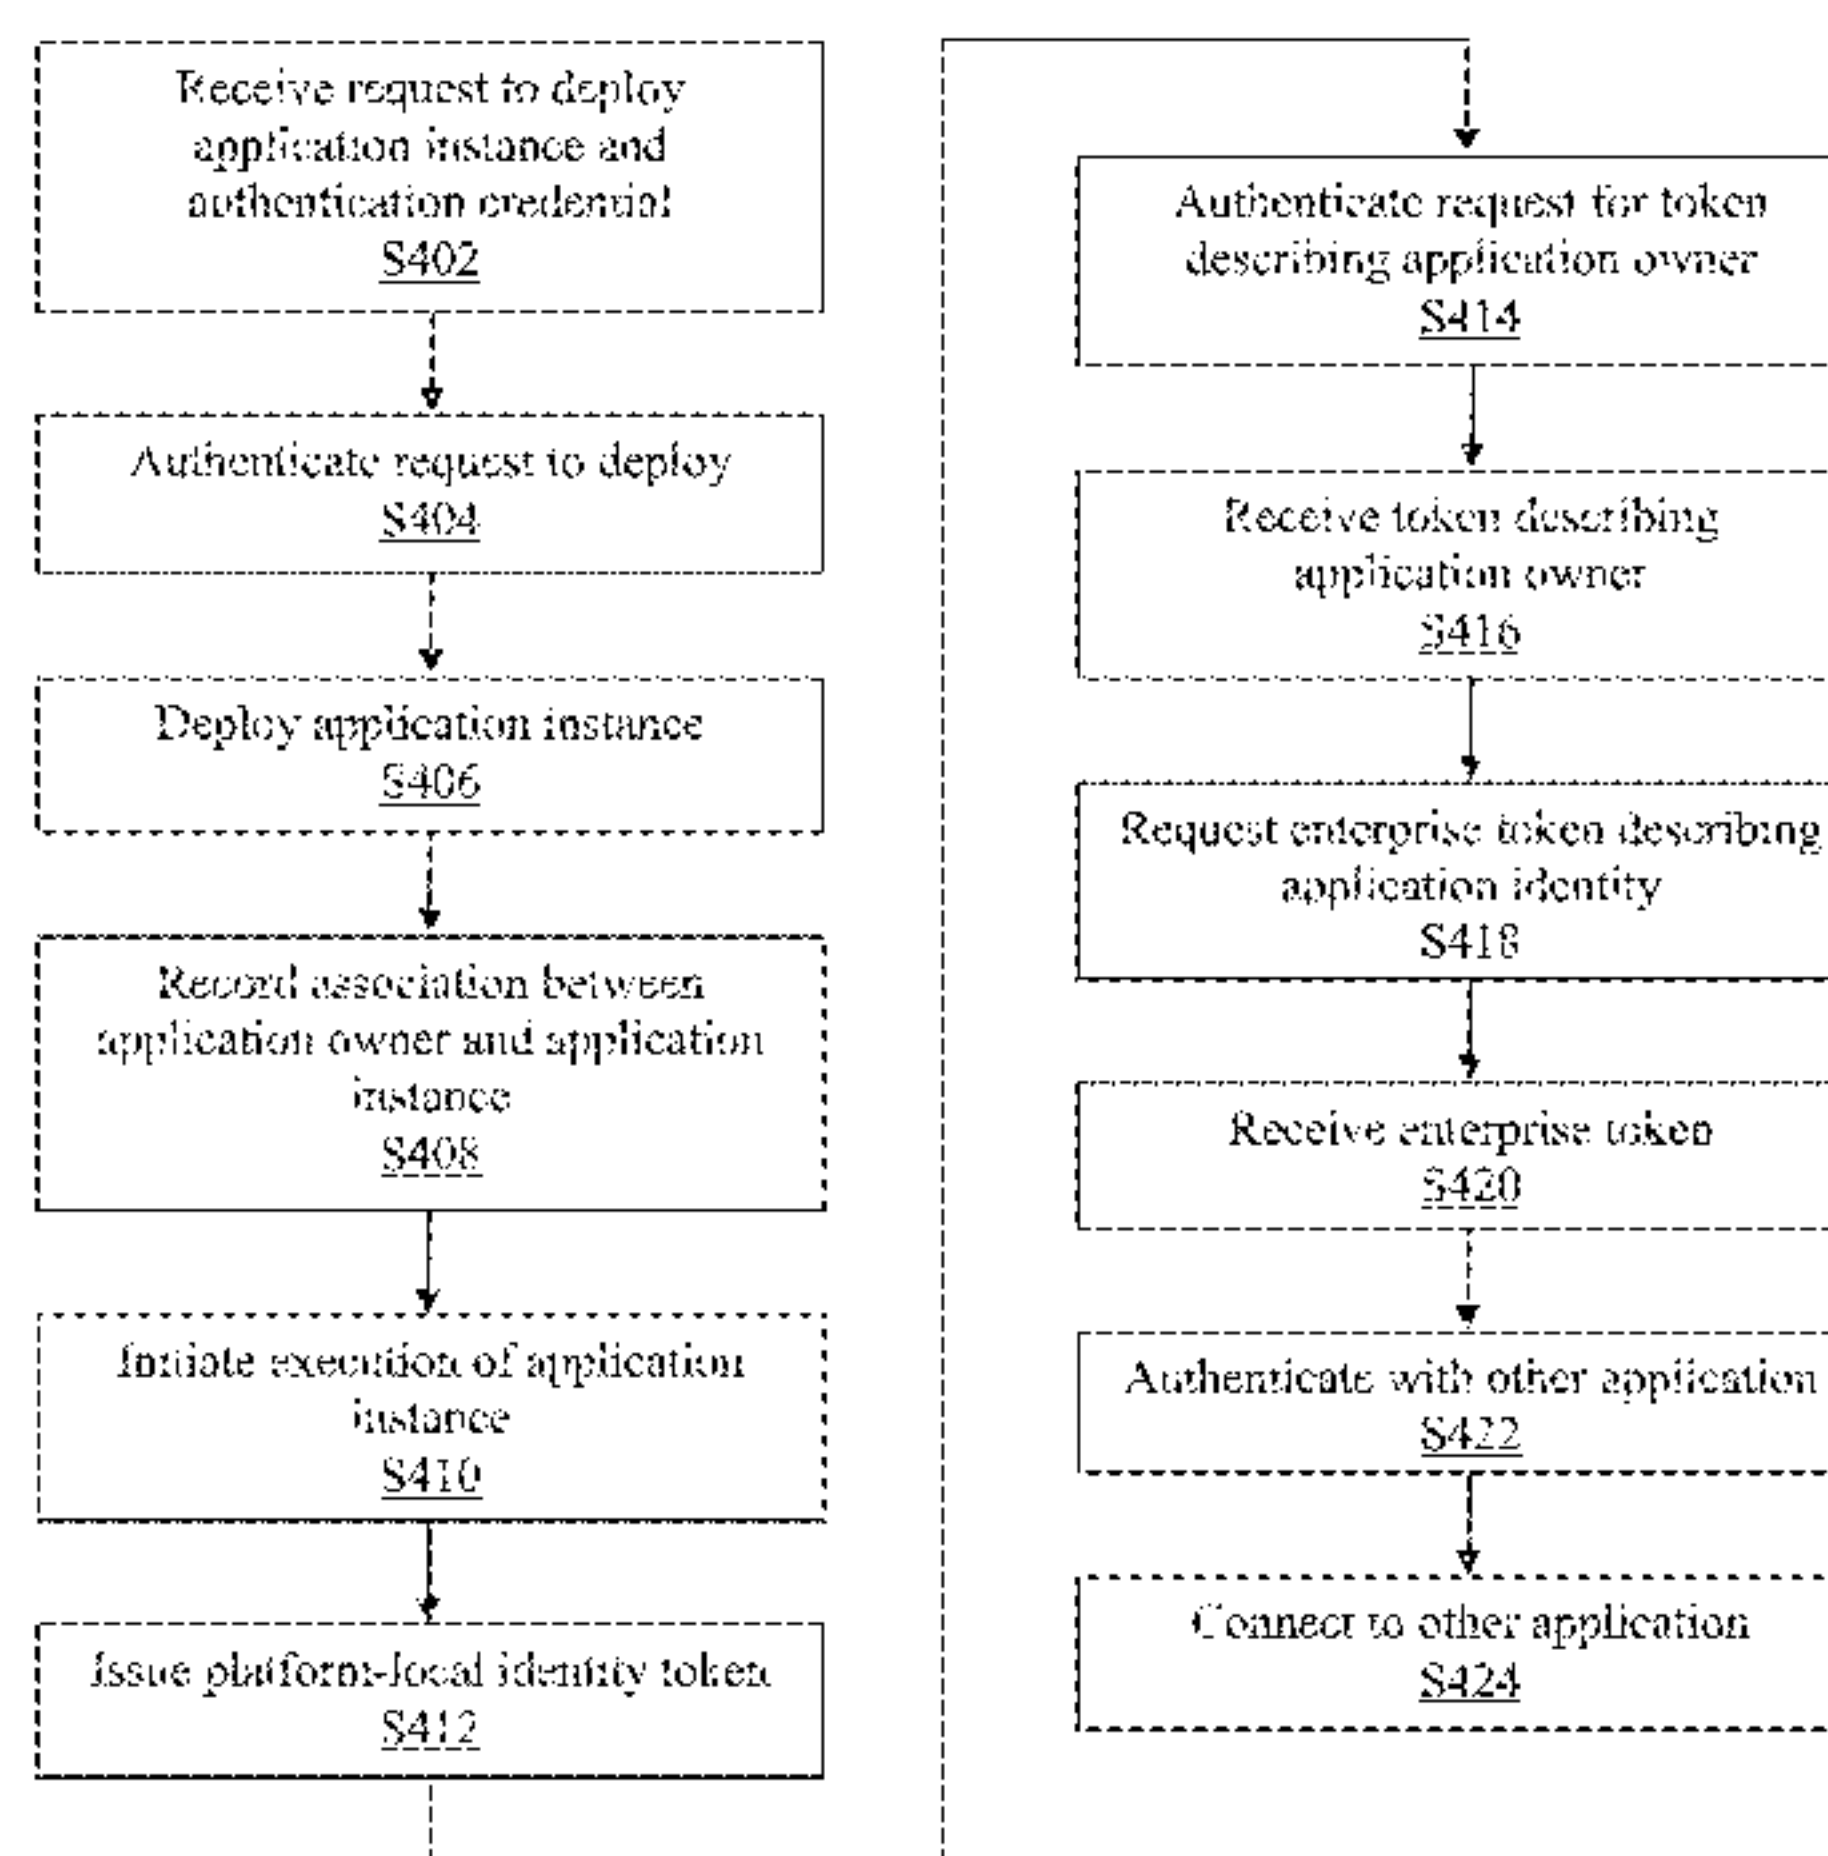 Receive request to deploy
application instance and
authentication credential
S402
Authenticate request to deploy
S404
Deploy application instance
S406
Record association between
application owner and application
instance
S408
Initiate execution of application
instance
S410
Issue platform-local identity token
S412
Authenticate request for token
describing application owner
S414
Receive token describing
application owner
S416
Request enterprise token describing
application identity
S418
Receive enterprise token
S420
Authenticate with other application
S422
Connect to other application
S424